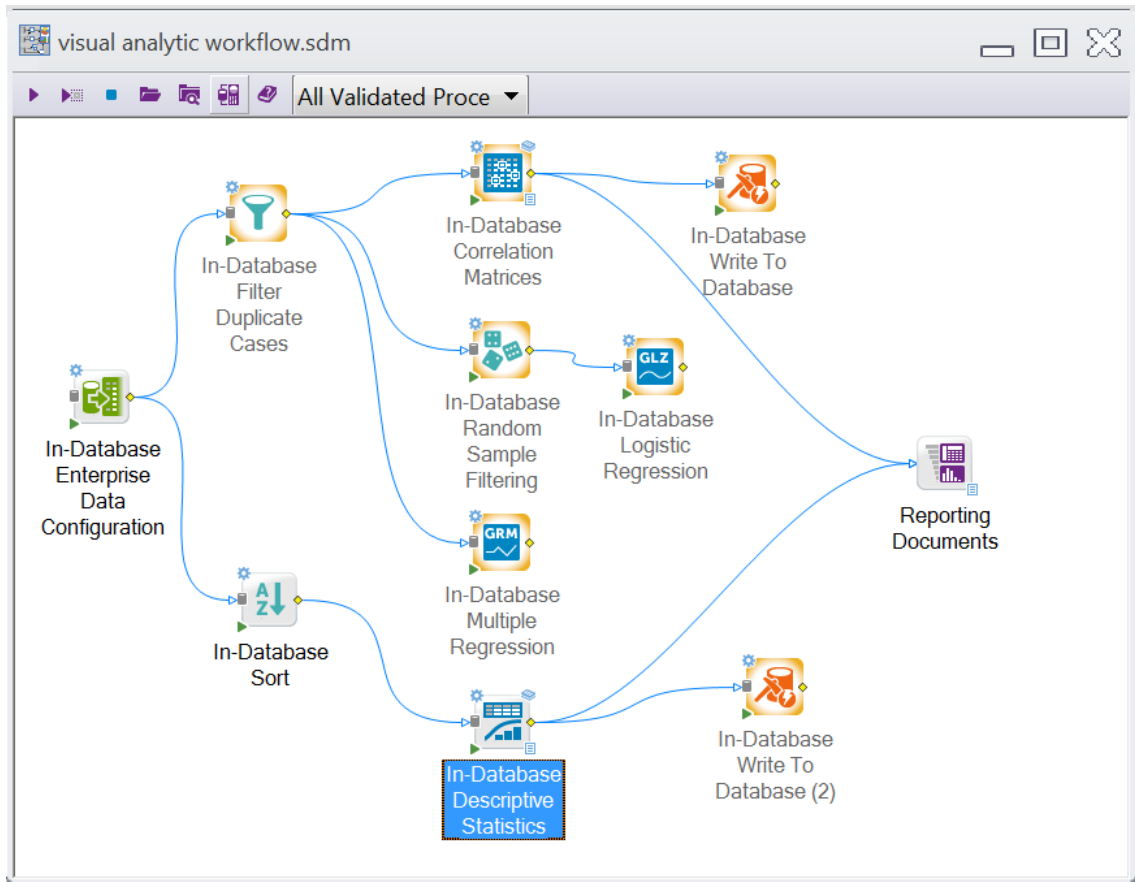 visual analytic workflow.sdm
All Validated Proce
In-Database
Correlation
Matrices
In-Database
Write To
Database
In-Database
Filter
Duplicate
Cases
GLZ
In-Database
Random
Sample
Filtering
In-Database
Logistic
Regression
In-Database
Enterprise
Data
Configuration
Reporting
Documents
GRM
In-Database
Multiple
Regression
A
Z
In-Database
Sort
In-Database
Descriptive
Statistics
In-Database
Write To
Database (2)